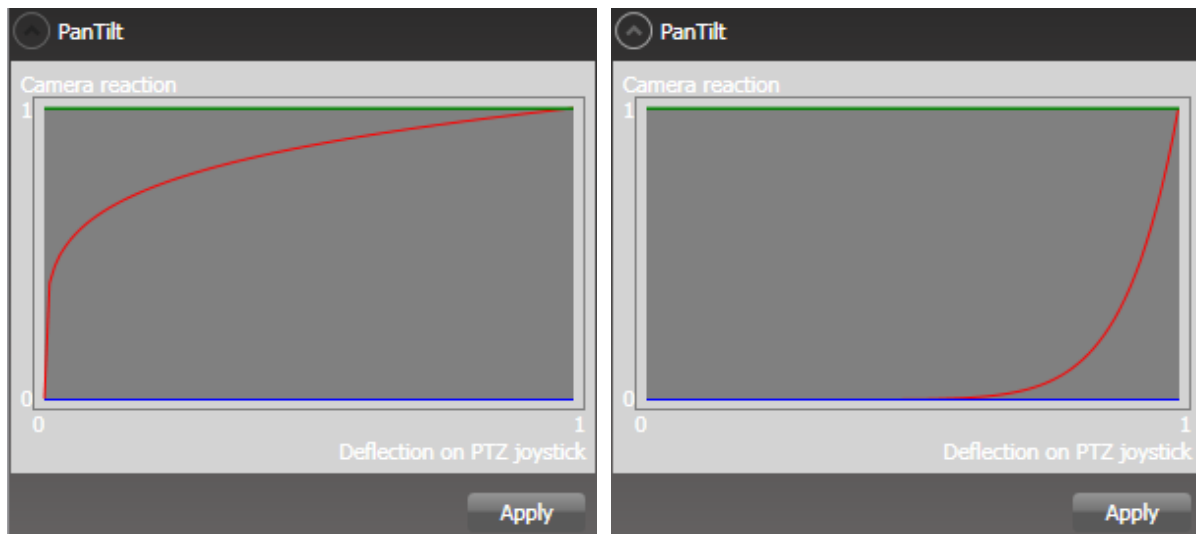 PanTilt
Camera reaction
1
0
0
1
Deflection on PTZ joystick
Apply
PanTilt
Camera reaction
1
0
0
1
Deflection on PTZ joystick
Apply